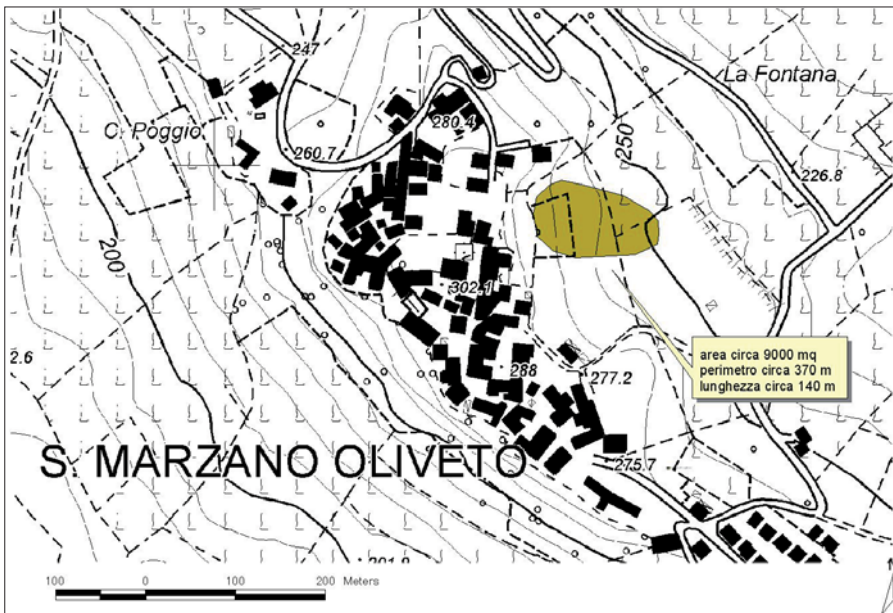 247
La Fontana
C. Poggio
280.4
250
260.7
226.8
200
302.1
2.6
area circa 9000 mq
perimetro circa 370 m
lunghezza circa 140 m
288
277.2
S. MARZANO OLIVETO
275.7
100 0 100 200 Meters